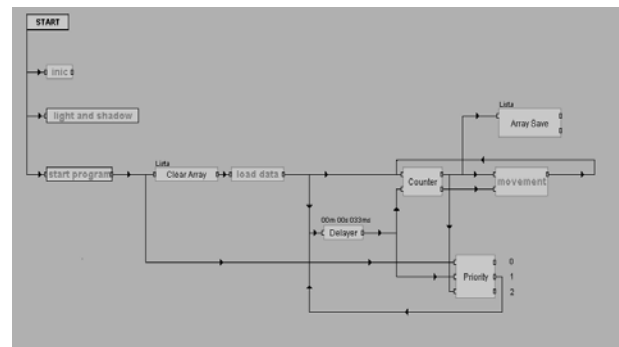 START
inic
light and shadow
Lista
Array Save
Lista
start program
Clear Array
load data
Counter
movement
00m 00s 033ms
Delayer
0
Priority
1
2